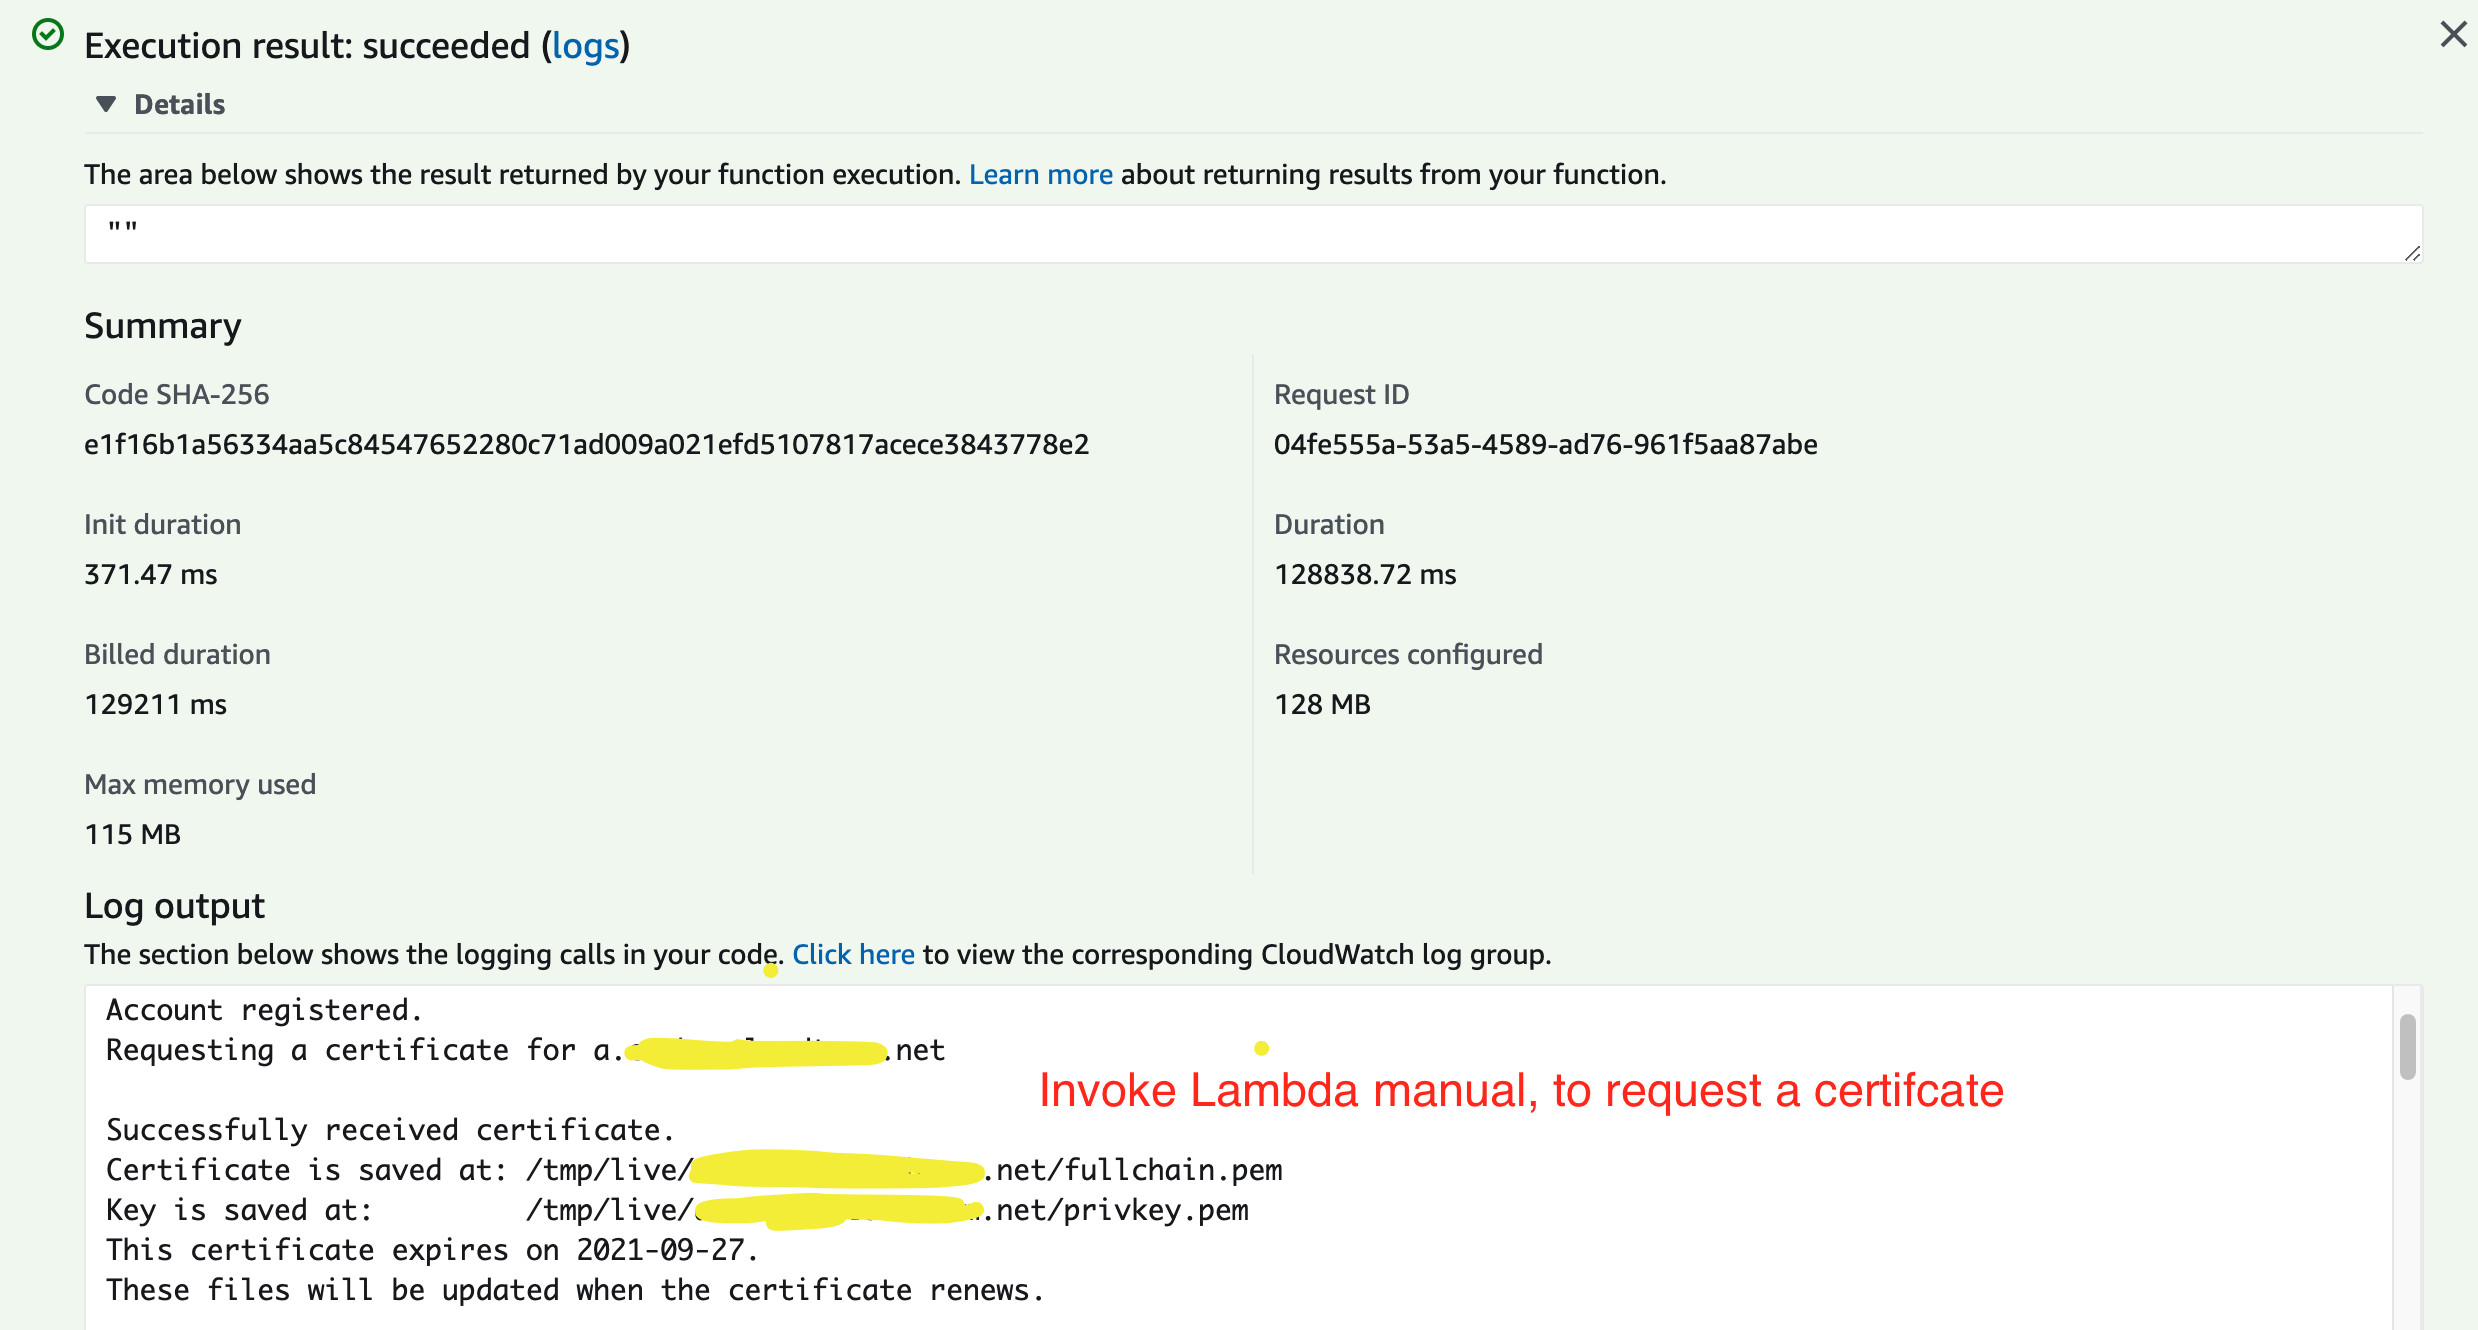 Execution result: succeeded (logs)
Details
The area below shows the result returned by your function execution. Learn more about returning results from your function.
""
Summary
Code SHA-256
e1f16b1a56334aa5c84547652280c71ad009a021efd5107817acece3843778e2
Request ID
04fe555a-53a5-4589-ad76-961f5aa87abe
Init duration
371.47 ms
Duration
128838.72 ms
Billed duration
129211 ms
Resources configured
128 MB
Max memory used
115 MB
Log output
The section below shows the logging calls in your code. Click here to view the corresponding CloudWatch log group.
Account registered.
Requesting a certificate for a. .net
Invoke Lambda manual, to request a certifcate
Successfully received certificate.
Certificate is saved at: /tmp/live/ .net/fullchain.pem
Key is saved at: /tmp/live/ .net/privkey.pem
This certificate expires on 2021-09-27.
These files will be updated when the certificate renews.